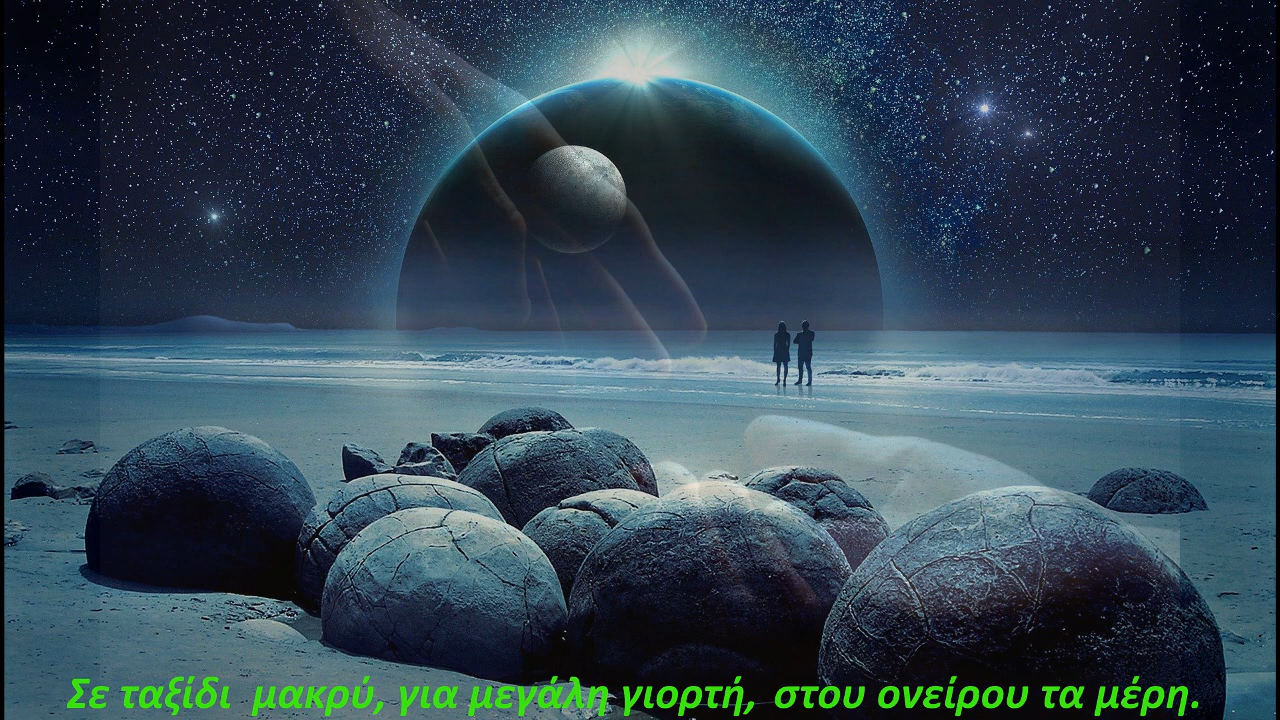 Σε ταξίδι μακρύ, για μεγάλη γιορτή, στου ονείρου τα μέρη.